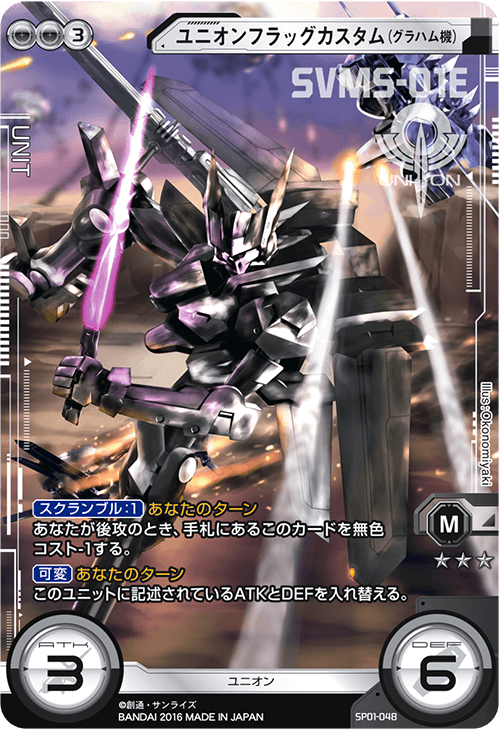 3
ユニオンフラッグカスタム(グラハム機)
SVMS-01E
UNION
UNIT
Illus:Okonomiyaki
スクランブル:1 あなたのターン
あなたが後攻のとき、手札にあるこのカードを無色
コスト-1する。
M
可変 あなたのターン
このユニットに記述されているATKとDEFを入れ替える。
ATK
3
DEF
6
ユニオン
©創通・サンライズ
BANDAI 2016 MADE IN JAPAN
SP01-048